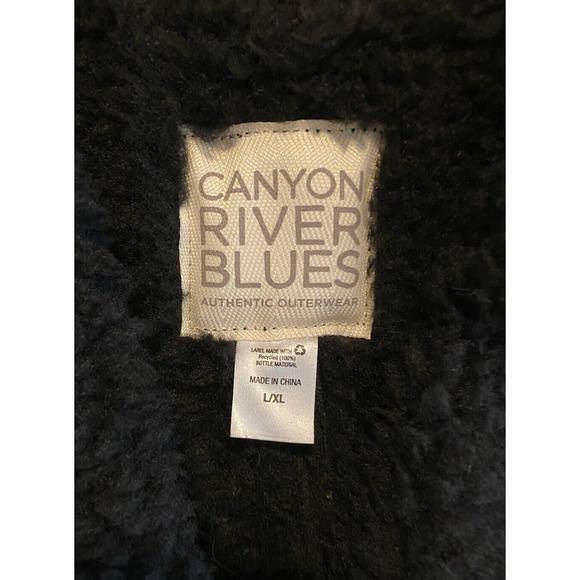 CANYON
RIVER
BLUES
AUTHENTIC OUTERWEAR
LABEL MADE WITH
Recycled (100%)
BOTTLE MATERIAL
MADE IN CHINA
L/XL